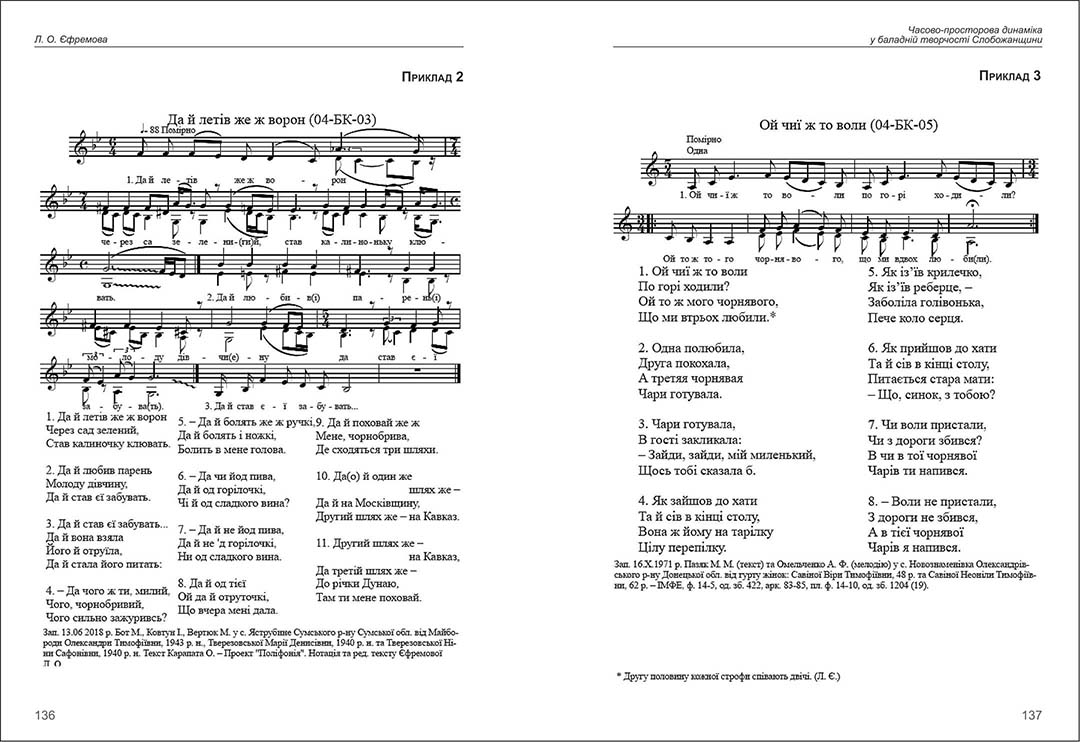 Л. О. Єфремова
Приклад 2
Да й летів же ж ворон (04-БК-03)
♩- 88 Помірно
1. Да й ле - тів же ж во - рон
че - рез са зе - ле - ни-(ги)й, став ка - ли-но-ньку клю -
вать. 2. Да й лю - би-в(і) па - ре-нь(і)
мо - ло - ду дів - чи(е)-ну да став є-ї
за - бу - ва(ть). 3. Да й став є-ї за-бу-вать...
1. Да й летів же ж ворон
Через сад зелений,
Став калиночку клювать.
2. Да й любив парень
Молоду дівчину,
Да й став єї забувать.
3. Да й став єї забувать...
Да й вона взяла
Його й отруїла,
Да й стала його питать:
4. – Да чого ж ти, милий,
Чого, чорнобривий,
Чого сильно зажуривсь?
5. – Да й болять же ж ручкі,
Да й болять і ножкі,
Болить в мене голова.
6. – Да чи йод пива,
Да й од горілочкі,
Чі й од сладкого вина?
7. – Да й не йод пива,
Да й не 'д горілочкі,
Ни од сладкого вина.
8. Да й од тієї
Ой да й отруточкі,
Що вчера мені дала.
9. Да й поховай же ж
Мене, чорнобрива,
Де сходяться три шляхи.
10. Да(о) й один же
шлях же –
Да й на Москівщину,
Другий шлях же – на Кавказ.
11. Другий шлях же –
на Кавказ,
Да третій шлях же –
До річки Дунаю,
Там ти мене поховай.
Зап. 13.06 2018 р. Бот М., Ковтун І., Вертюк М. у с. Яструбине Сумського р-ну Сумської обл. від Майбо-
роди Олександри Тимофіївни, 1943 р. н., Тверезовської Марії Денисівни, 1940 р. н. та Тверезовської Ні-
ни Сафонівни, 1940 р. н. Текст Карапата О. – Проект "Поліфонія". Нотація та ред. тексту Єфремової
Л. О.
136
Часово-просторова динаміка
у баладній творчості Слобожанщини
Приклад 3
Ой чиї ж то воли (04-БК-05)
Помірно
Одна
1. Ой чи - ї ж то во - ли по го - рі хо - ди - ли?
Ой то ж то - го чор-ня-во - го, що ми вдвох лю - би(ли).
1. Ой чиї ж то воли
По горі ходили?
Ой то ж мого чорнявого,
Що ми втрьох любили.*
2. Одна полюбила,
Друга покохала,
А третяя чорнявая
Чари готувала.
3. Чари готувала,
В гості закликала:
– Зайди, зайди, мій миленький,
Щось тобі сказала б.
4. Як зайшов до хати
Та й сів в кінці столу,
Вона ж йому на тарілку
Цілу перепілку.
5. Як із'їв крилечко,
Як із'їв реберце, –
Заболіла голівонька,
Пече коло серця.
6. Як прийшов до хати
Та й сів в кінці столу,
Питається стара мати:
– Що, синок, з тобою?
7. Чи воли пристали,
Чи з дороги збився?
В чи в тої чорнявої
Чарів ти напився.
8. – Воли не пристали,
З дороги не збився,
А в тієї чорнявої
Чарів я напився.
Зап. 16.X.1971 р. Пазяк М. М. (текст) та Омельченко А. Ф. (мелодію) у с. Новознаменівка Олександрів-
ського р-ну Донецької обл. від гурту жінок: Савіної Віри Тимофіївни, 48 р. та Савіної Неоніли Тимофіїв-
ни, 62 р. – ІМФЕ, ф. 14-5, од. зб. 422, арк. 83-85, пл. ф. 14-10, од. зб. 1204 (19).
* Другу половину кожної строфи співають двічі. (Л. Є.)
137